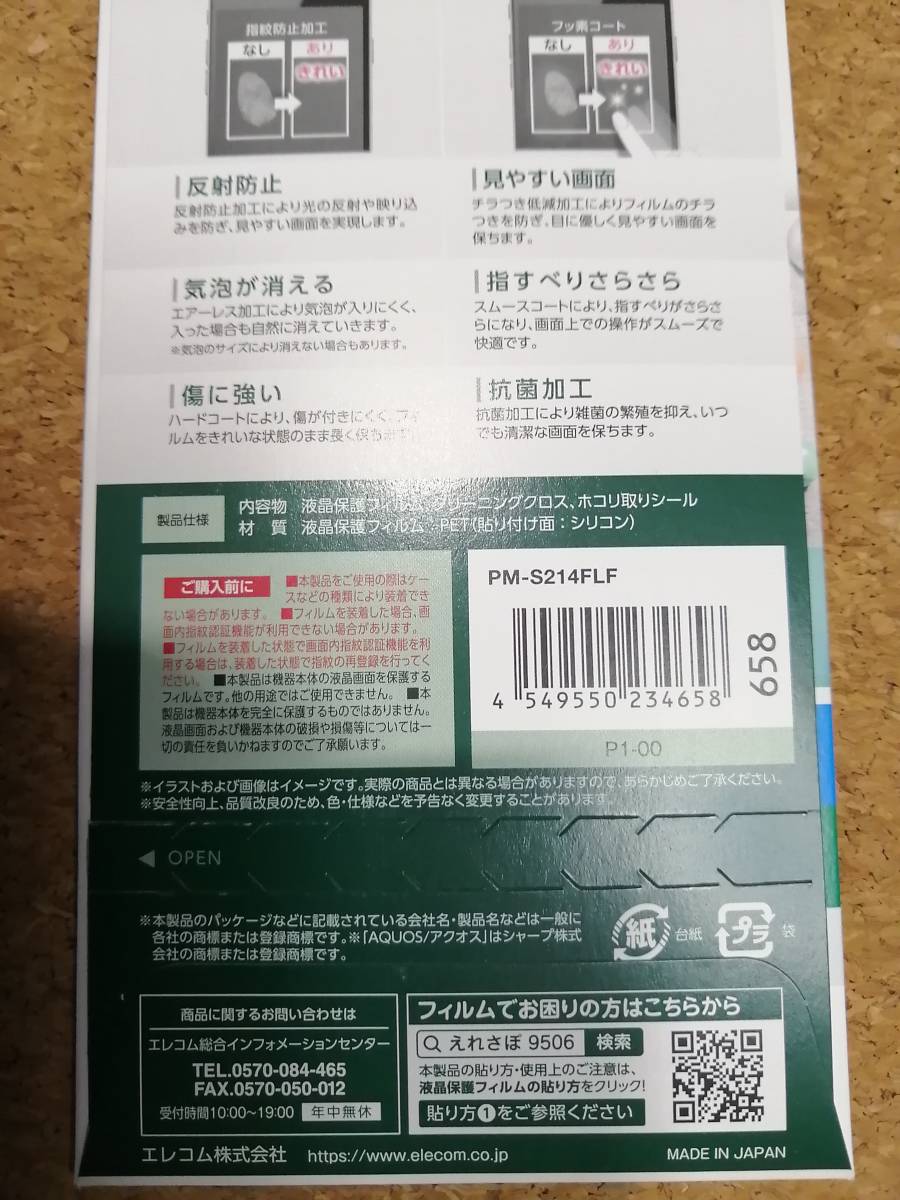 指紋防止加工
なし
あり
きれい
フッ素コート
なし
あり
きれい
反射防止
反射防止加工により光の反射や映り込
みを防ぎ、見やすい画面を実現します。
見やすい画面
チラつき低減加工によりフィルムのチラ
つきを防ぎ、目に優しく見やすい画面を
保ちます。
気泡が消える
エアーレス加工により気泡が入りにくく、
入った場合も自然に消えていきます。
※気泡のサイズにより消えない場合もあります。
指すべりさらさら
スムースコートにより、指すべりがさらさ
らになり、画面上での操作がスムーズで
快適です。
傷に強い
ハードコートにより、傷が付きにくく、フィ
ルムをきれいな状態のまま長く保ちます。
抗菌加工
抗菌加工により雑菌の繁殖を抑え、いつ
でも清潔な画面を保ちます。
製品仕様
内容物 液晶保護フィルム、クリーニングクロス、ホコリ取りシール
材 質 液晶保護フィルム:PET(貼り付け面:シリコン)
ご購入前に ■本製品をご使用の際はケー
スなどの種類により装着でき
ない場合があります。 ■フィルムを装着した場合、画
面内指紋認証機能が利用できない場合があります。
■フィルムを装着した状態で画面内指紋認証機能を利
用する場合は、装着した状態で指紋の再登録を行ってく
ださい。 ■本製品は機器本体の液晶画面を保護する
フィルムです。他の用途ではご使用できません。 ■本
製品は機器本体を完全に保護するものではありません。
液晶画面および機器本体の破損や損傷等については一
切の責任を負いかねますのでご了承願います。
PM-S214FLF
4 549550 234658
658
P1-00
※イラストおよび画像はイメージです。実際の商品とは異なる場合がありますので、あらかじめご了承ください。
※安全性向上、品質改良のため、色・仕様などを予告なく変更することがあります。
◀ OPEN
※本製品のパッケージなどに記載されている会社名・製品名などは一般に
各社の商標または登録商標です。※「AQUOS/アクオス」はシャープ株式
会社の商標または登録商標です。
紙
台紙
プラ
袋
商品に関するお問い合わせは
エレコム総合インフォメーションセンター
TEL.0570-084-465
FAX.0570-050-012
受付時間10:00~19:00 年中無休
フィルムでお困りの方はこちらから
えれさぽ 9506 検索
本製品の貼り方・使用上のご注意は、
液晶保護フィルムの貼り方をクリック!
貼り方①をご参照ください
エレコム株式会社 https://www.elecom.co.jp
MADE IN JAPAN